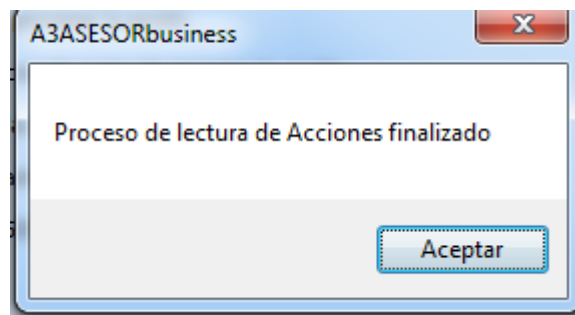 A3ASESORbusiness
Proceso de lectura de Acciones finalizado
Aceptar